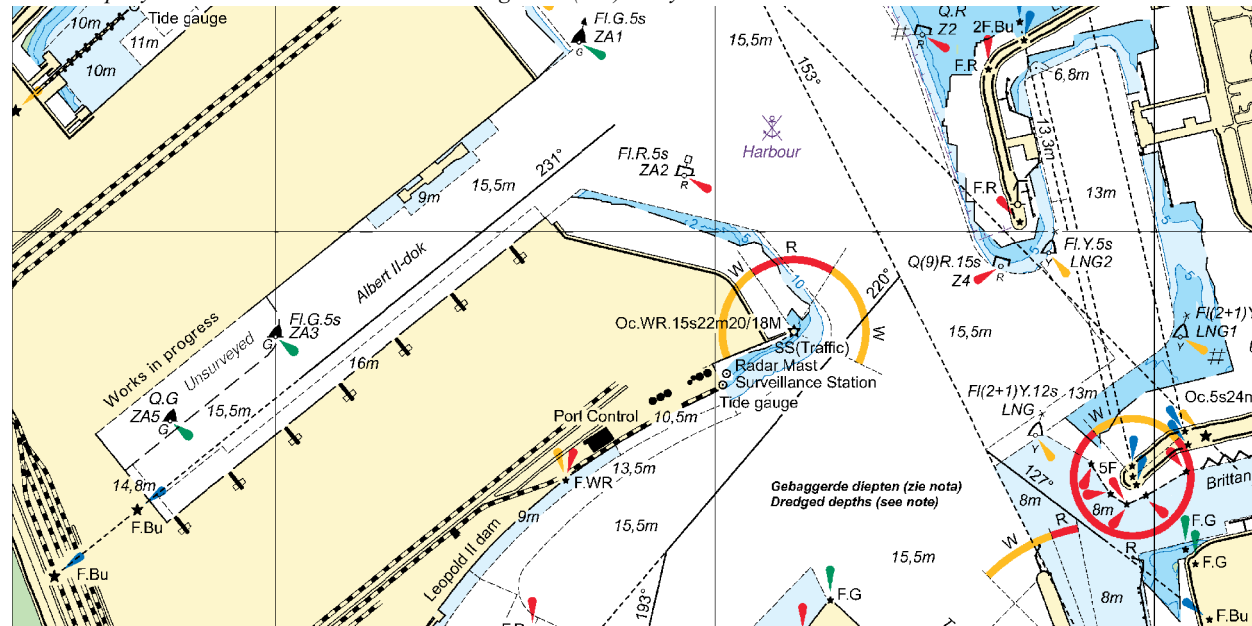 10m
Tide gauge
11m
10m
Fl.G.5s
ZA1
G
15,5m
153°
Q.R
Z2
R
2F.Bu
F.R
6,8m
13,3m
13m
Harbour
Fl.R.5s
ZA2
R
231°
15,5m
9m
F.R
2
5
Fl.Y.5s
LNG2
Y
5
Q(9)R.15s
Z4
R
5
W
R
W
10
220°
Albert II-dok
Works in progress
Unsurveyed
Fl.G.5s
ZA3
G
Oc.WR.15s22m20/18M
SS(Traffic)
Radar Mast
Surveillance Station
Tide gauge
15,5m
Fl(2+1)Y
LNG1
Y
16m
Q.G
ZA5
G
15,5m
Port Control
10,5m
Fl(2+1)Y.12s
LNG
Y
13m
Oc.5s24m
W
14,8m
F.Bu
F.WR
13,5m
9m
Gebaggerde diepten (zie nota)
Dredged depths (see note)
5F
127°
8m
8m
Brittan
R
15,5m
W
R
15,5m
F.G
F.G
F.Bu
Leopold II dam
193°
F.G
8m
F.Bu